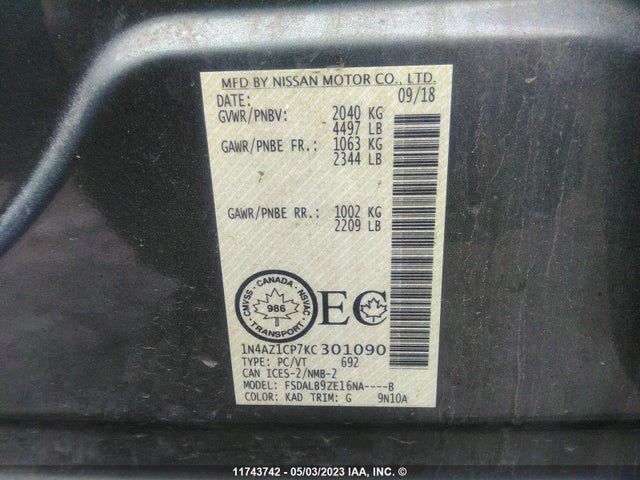 MFD BY NISSAN MOTOR CO., LTD.
DATE: 09/18
GVWR/PNBV: 2040 KG
4497 LB
GAWR/PNBE FR.: 1063 KG
2344 LB
GAWR/PNBE RR.: 1002 KG
2209 LB
CANADA
CMVSS 986 NSVAC
TRANSPORT
EC
1N4AZ1CP7KC301090
TYPE: PC/VT 692
CAN ICES-2/NMB-2
MODEL: FSDALB9ZE16NA----B
COLOR: KAD TRIM: G 9N10A
11743742 - 05/03/2023 IAA, INC. ©